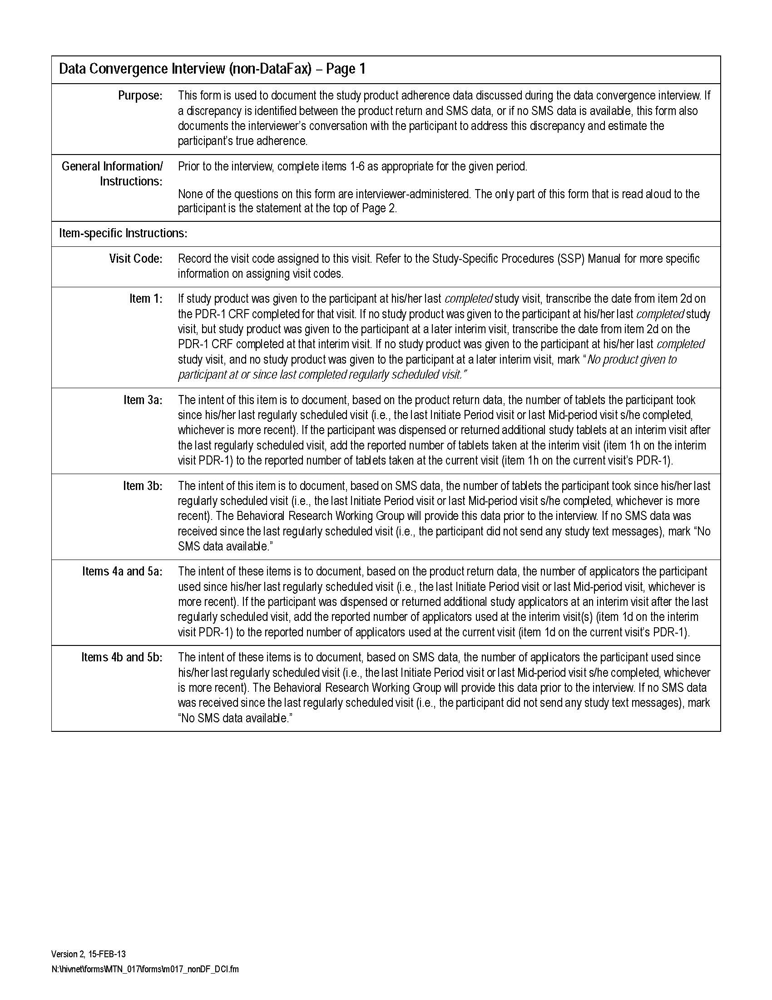 Data Convergence Interview (non-DataFax) – Page 1
Purpose: This form is used to document the study product adherence data discussed during the data convergence interview. If
a discrepancy is identified between the product return and SMS data, or if no SMS data is available, this form also
documents the interviewer’s conversation with the participant to address this discrepancy and estimate the
participant’s true adherence.
General Information/ Prior to the interview, complete items 1-6 as appropriate for the given period.
Instructions:
None of the questions on this form are interviewer-administered. The only part of this form that is read aloud to the
participant is the statement at the top of Page 2.
Item-specific Instructions:
Visit Code: Record the visit code assigned to this visit. Refer to the Study-Specific Procedures (SSP) Manual for more specific
information on assigning visit codes.
Item 1: If study product was given to the participant at his/her last completed study visit, transcribe the date from item 2d on
the PDR-1 CRF completed for that visit. If no study product was given to the participant at his/her last completed study
visit, but study product was given to the participant at a later interim visit, transcribe the date from item 2d on the
PDR-1 CRF completed at that interim visit. If no study product was given to the participant at his/her last completed
study visit, and no study product was given to the participant at a later interim visit, mark “No product given to
participant at or since last completed regularly scheduled visit.”
Item 3a: The intent of this item is to document, based on the product return data, the number of tablets the participant took
since his/her last regularly scheduled visit (i.e., the last Initiate Period visit or last Mid-period visit s/he completed,
whichever is more recent). If the participant was dispensed or returned additional study tablets at an interim visit after
the last regularly scheduled visit, add the reported number of tablets taken at the interim visit (item 1h on the interim
visit PDR-1) to the reported number of tablets taken at the current visit (item 1h on the current visit’s PDR-1).
Item 3b: The intent of this item is to document, based on SMS data, the number of tablets the participant took since his/her last
regularly scheduled visit (i.e., the last Initiate Period visit or last Mid-period visit s/he completed, whichever is more
recent). The Behavioral Research Working Group will provide this data prior to the interview. If no SMS data was
received since the last regularly scheduled visit (i.e., the participant did not send any study text messages), mark “No
SMS data available.”
Items 4a and 5a: The intent of these items is to document, based on the product return data, the number of applicators the participant
used since his/her last regularly scheduled visit (i.e., the last Initiate Period visit or last Mid-period visit, whichever is
more recent). If the participant was dispensed or returned additional study applicators at an interim visit after the last
regularly scheduled visit, add the reported number of applicators used at the interim visit(s) (item 1d on the interim
visit PDR-1) to the reported number of applicators used at the current visit (item 1d on the current visit’s PDR-1).
Items 4b and 5b: The intent of these items is to document, based on SMS data, the number of applicators the participant used since
his/her last regularly scheduled visit (i.e., the last Initiate Period visit or last Mid-period visit s/he completed, whichever
is more recent). The Behavioral Research Working Group will provide this data prior to the interview. If no SMS data
was received since the last regularly scheduled visit (i.e., the participant did not send any study text messages), mark
“No SMS data available.”
Version 2, 15-FEB-13
N:\hivnet\forms\MTN_017\forms\m017_nonDF_DCI.fm